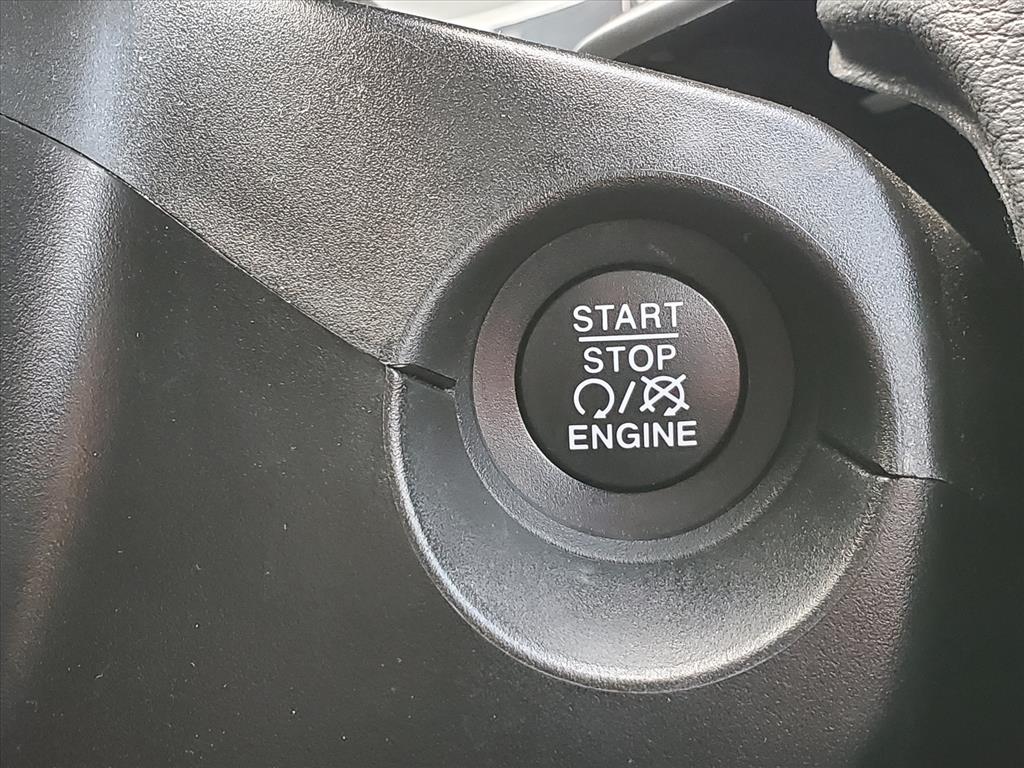 START
STOP
/
ENGINE